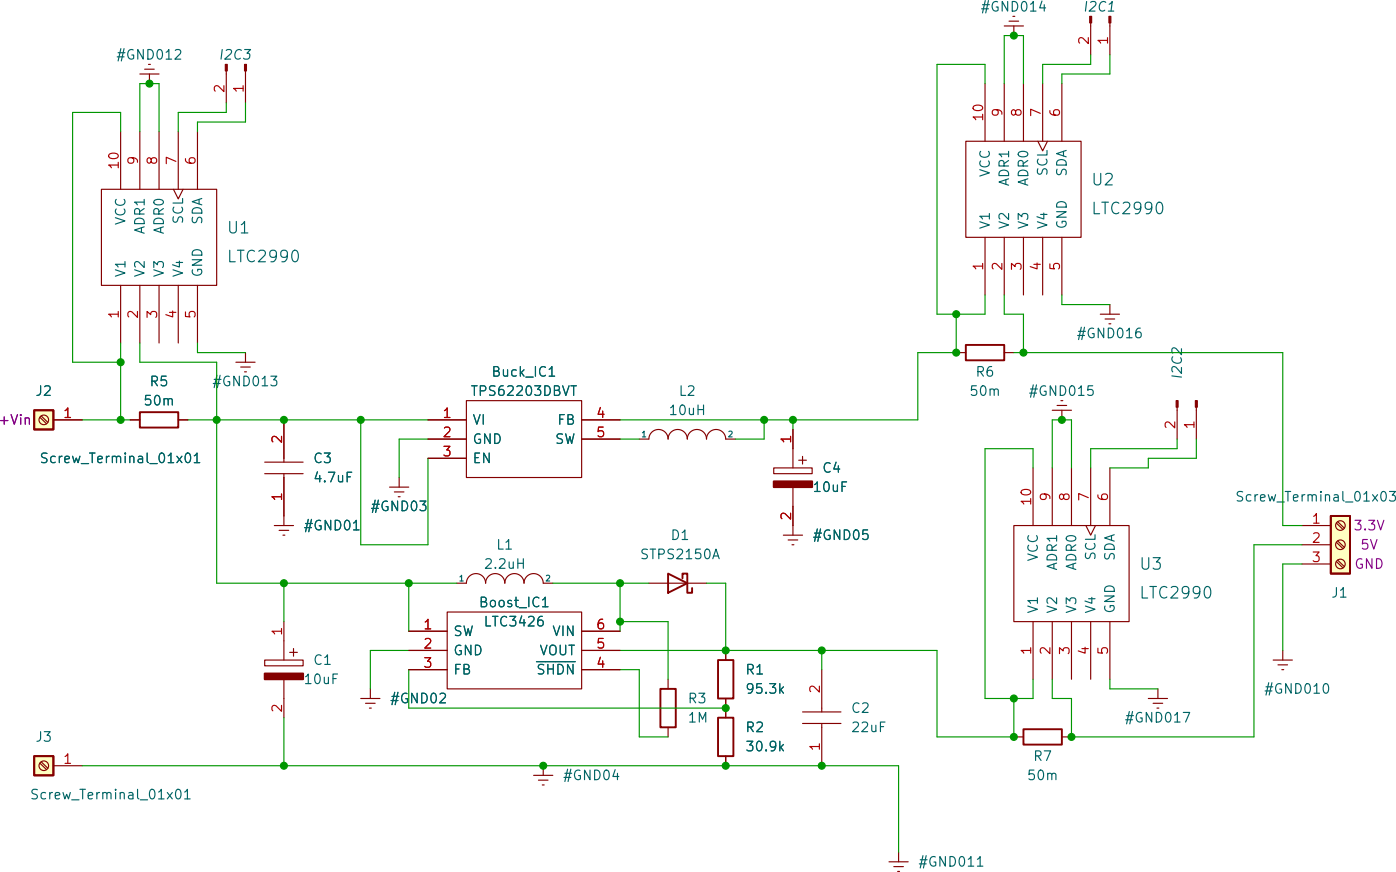 #GND014
I2C1
2
1
#GND012
I2C3
2
1
10
9
8
7
6
VCC
ADR1
ADR0
SCL
SDA
U2
LTC2990
V1
V2
V3
V4
GND
1
2
3
4
5
#GND016
10
9
8
7
6
VCC
ADR1
ADR0
SCL
SDA
U1
LTC2990
V1
V2
V3
V4
GND
1
2
3
4
5
#GND013
R6
50m
I2C2
2
1
#GND015
J2
+Vin
1
Screw_Terminal_01x01
R5
50m
Buck_IC1
TPS62203DBVT
1
2
3
VI
GND
EN
FB
SW
4
5
L2
10uH
2
C3
4.7uF
1
#GND01
#GND03
1
+
C4
10uF
2
#GND05
10
9
8
7
6
VCC
ADR1
ADR0
SCL
SDA
U3
LTC2990
V1
V2
V3
V4
GND
1
2
3
4
5
#GND017
Screw_Terminal_01x03
1
2
3
3.3V
5V
GND
J1
#GND010
L1
2.2uH
1
2
1
2
D1
STPS2150A
Boost_IC1
LTC3426
1
2
3
SW
GND
FB
VIN
VOUT
SHDN
6
5
4
#GND02
1
+
C1
10uF
2
R3
1M
R1
95.3k
R2
30.9k
2
C2
22uF
1
R7
50m
J3
1
Screw_Terminal_01x01
#GND04
#GND011